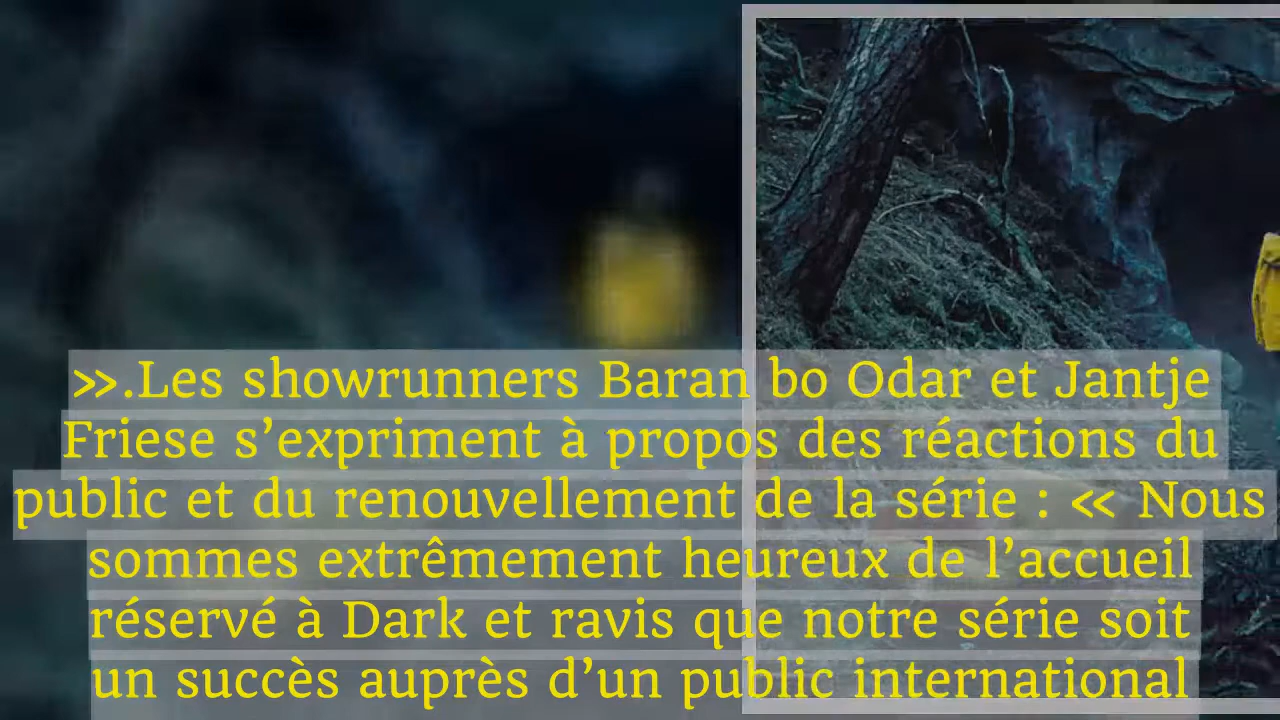 ».Les showrunners Baran bo Odar et Jantje
Friese s’expriment à propos des réactions du
public et du renouvellement de la série : « Nous
sommes extrêmement heureux de l’accueil
réservé à Dark et ravis que notre série soit
un succès auprès d’un public international